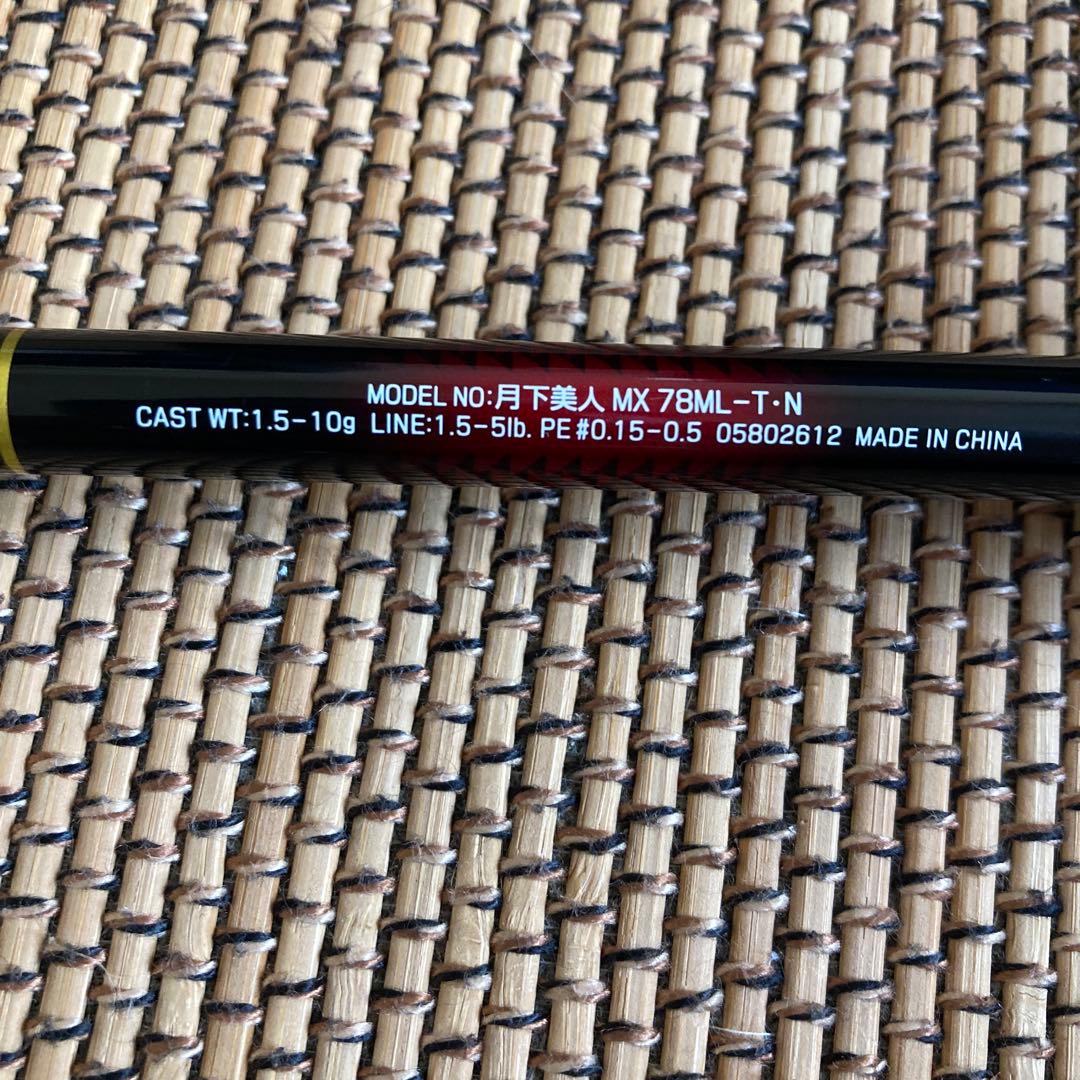 MODEL NO:月下美人 MX 78ML-T・N
CAST WT:1.5-10g LINE:1.5-5lb. PE #0.15-0.5 05802612 MADE IN CHINA